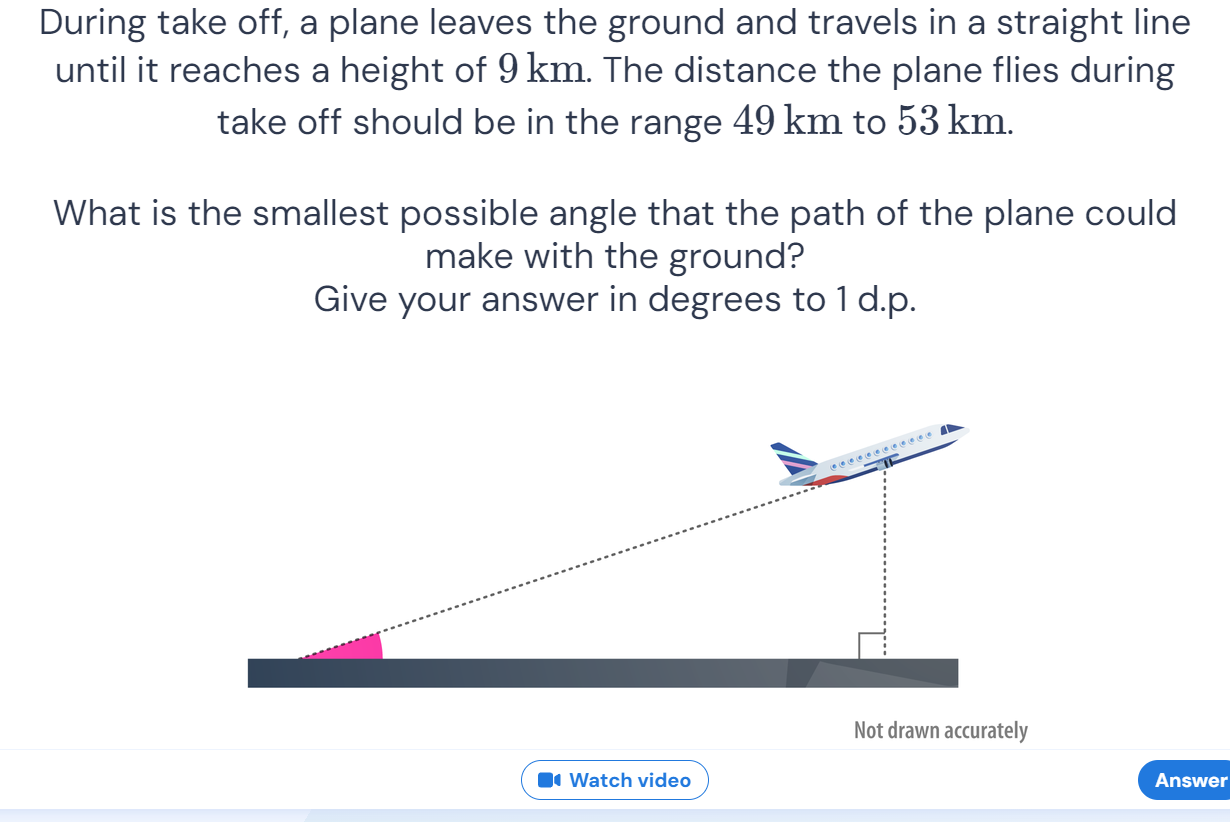 During take off, a plane leaves the ground and travels in a straight line
until it reaches a height of 9 km. The distance the plane flies during
take off should be in the range 49 km to 53 km.
What is the smallest possible angle that the path of the plane could
make with the ground?
Give your answer in degrees to 1 d.p.
Not drawn accurately
Watch video
Answer